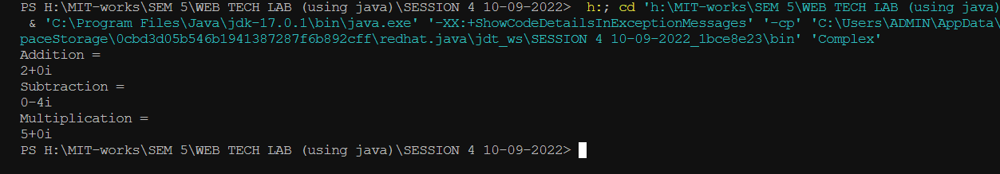 PS H:\MIT-works\SEM 5\WEB TECH LAB (using java)\SESSION 4 10-09-2022>  h:; cd 'h:\MIT-works\SEM 5\WEB TECH LAB (using java)
 & 'C:\Program Files\Java\jdk-17.0.1\bin\java.exe' '-XX:+ShowCodeDetailsInExceptionMessages' '-cp' 'C:\Users\ADMIN\AppData\
paceStorage\0cbd3d05b546b1941387287f6b892cff\redhat.java\jdt_ws\SESSION 4 10-09-2022_1bce8e23\bin' 'Complex'
Addition =
2+0i
Subtraction =
0-4i
Multiplication =
5+0i
PS H:\MIT-works\SEM 5\WEB TECH LAB (using java)\SESSION 4 10-09-2022>